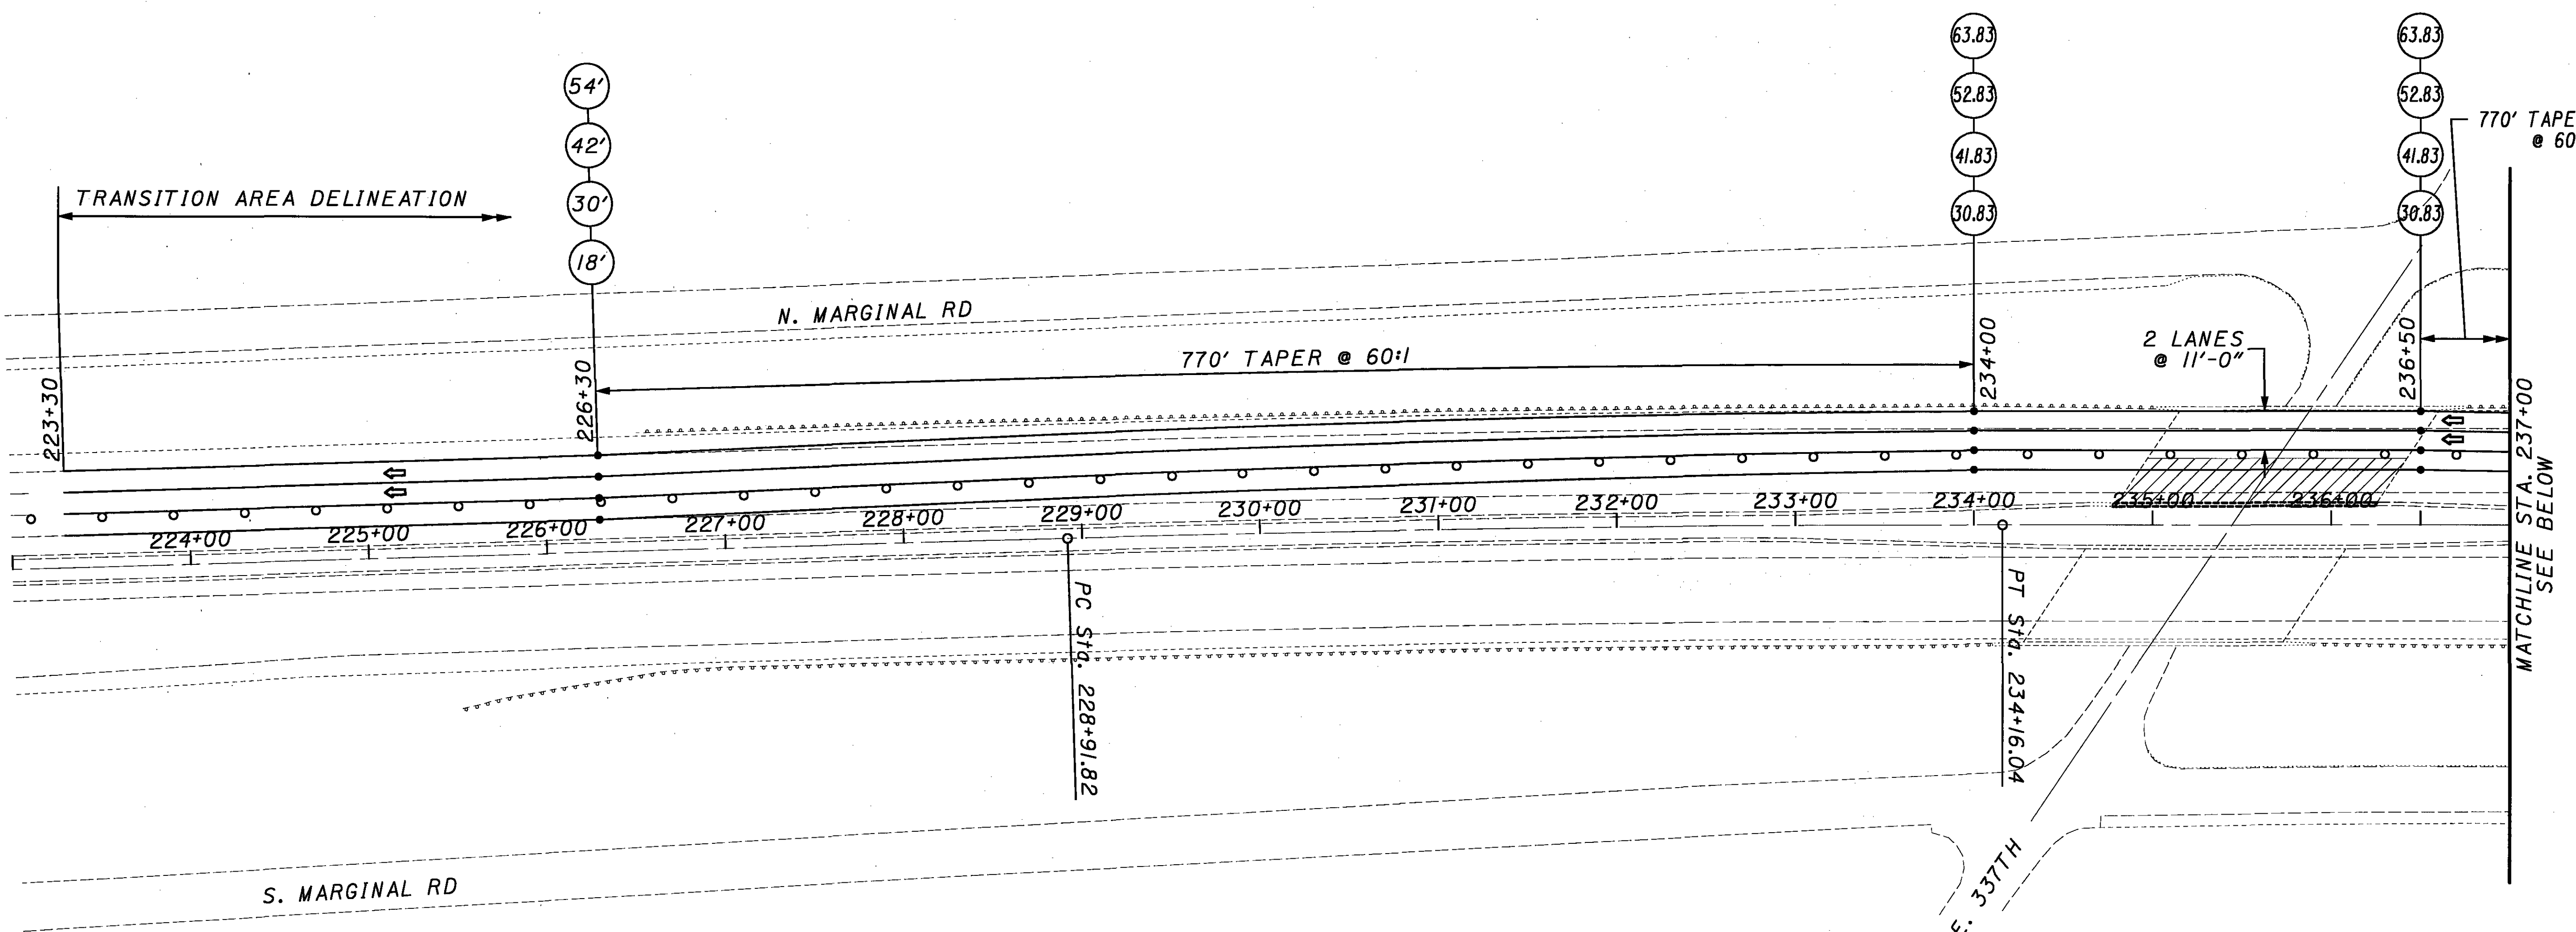 63.83
52.83
41.83
30.83
63.83
52.83
41.83
30.83
54'
42'
30'
18'
770' TAPE
@ 60
TRANSITION AREA DELINEATION
N. MARGINAL RD
770' TAPER @ 60:1
2 LANES
@ 11'-0"
223+30
226+30
234+00
236+50
MATCHLINE STA. 237+00
SEE BELOW
224+00
225+00
226+00
227+00
228+00
229+00
230+00
231+00
232+00
233+00
234+00
235+00
236+00
PC Sta. 228+91.82
PT Sta. 234+16.04
S. MARGINAL RD
E. 337TH